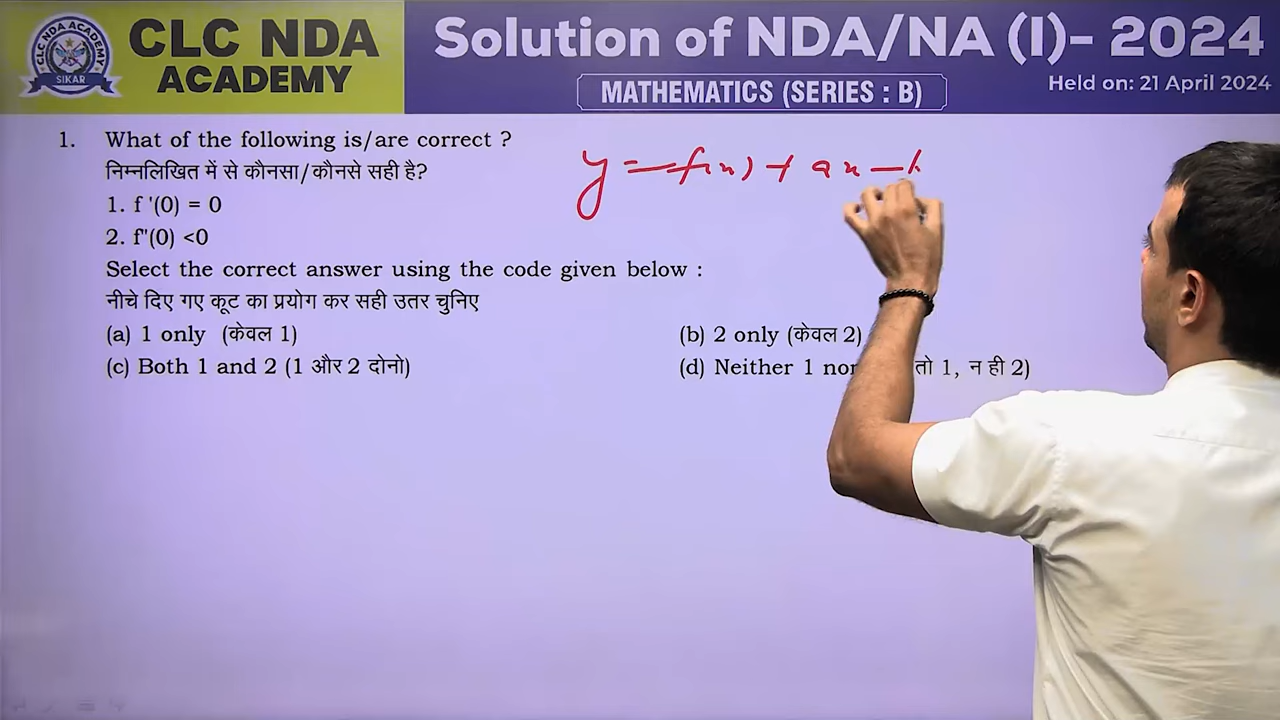 CLC NDA ACADEMY
SIKAR
CLC NDA
ACADEMY
Solution of NDA/NA (I)- 2024
MATHEMATICS (SERIES : B)
Held on: 21 April 2024
1. What of the following is/are correct ?
निम्नलिखित में से कौनसा/कौनसे सही है?
1. f '(0) = 0
2. f"(0) <0
Select the correct answer using the code given below :
नीचे दिए गए कूट का प्रयोग कर सही उतर चुनिए
(a) 1 only (केवल 1) (b) 2 only (केवल 2)
(c) Both 1 and 2 (1 और 2 दोनो) (d) Neither 1 nor तो 1, न ही 2)
y = f(x) + ax –